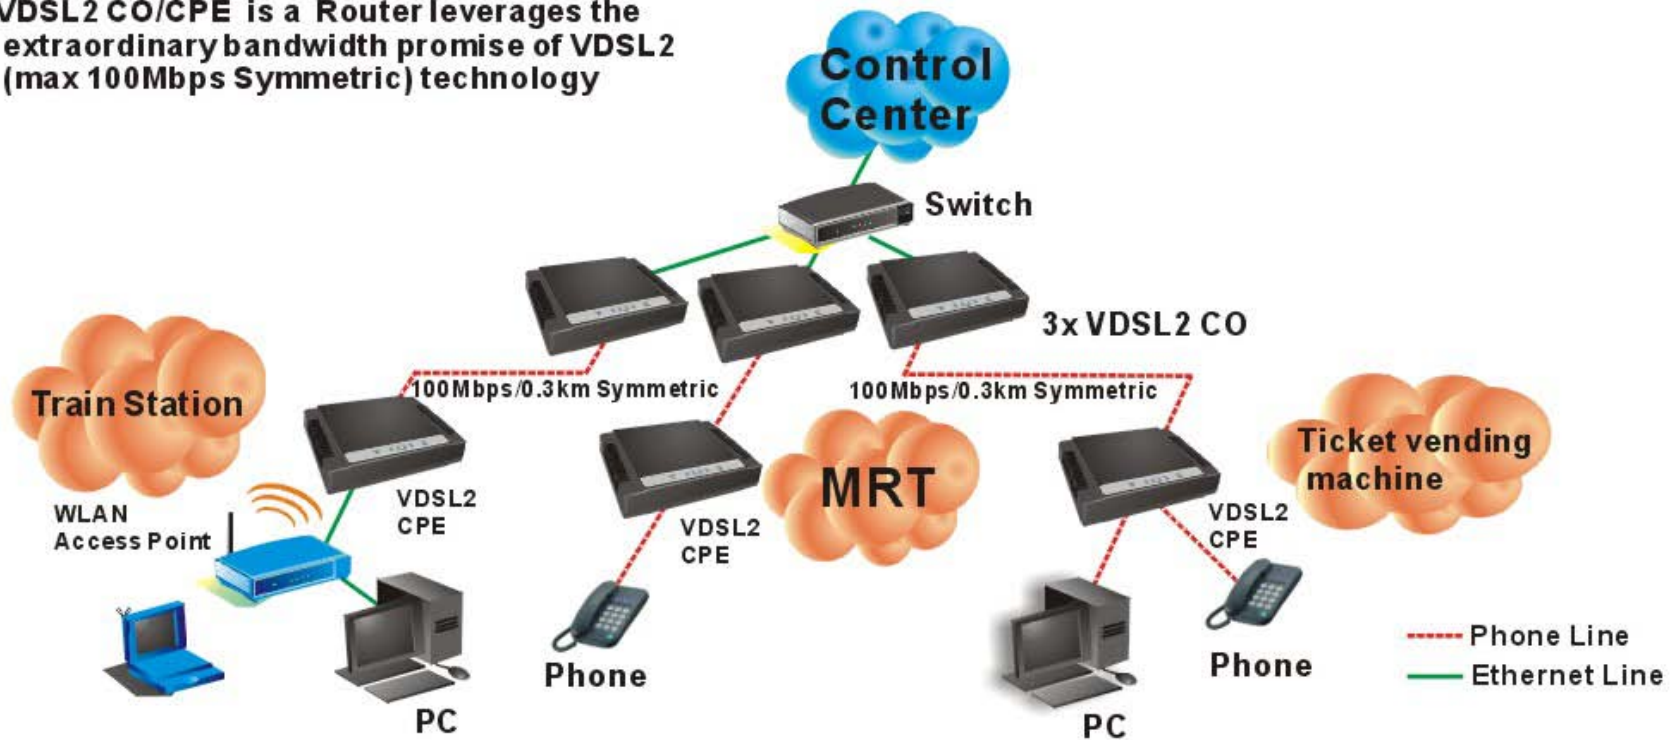 VDSL2 CO/CPE is a Router leverages the
extraordinary bandwidth promise of VDSL2
(max 100Mbps Symmetric) technology
Control
Center
Switch
3x VDSL2 CO
100Mbps/0.3km Symmetric
100Mbps/0.3km Symmetric
Train Station
MRT
Ticket vending
machine
WLAN
Access Point
VDSL2
CPE
VDSL2
CPE
VDSL2
CPE
Phone
PC
Phone
PC
Phone Line
Ethernet Line